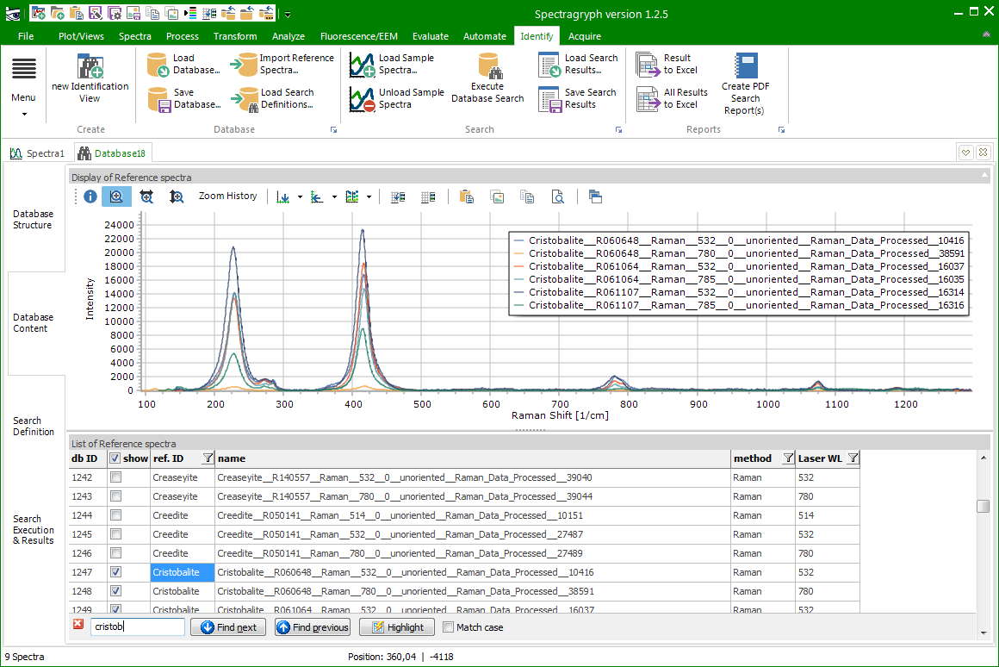 Spectragryph version 1.2.5
File Plot/Views Spectra Process Transform Analyze Fluorescence/EEM Evaluate Automate Identify Acquire
Menu
new Identification View
Create
Load Database...
Save Database...
Import Reference Spectra...
Load Search Definitions...
Database
Load Sample Spectra...
Unload Sample Spectra
Execute Database Search
Load Search Results...
Save Search Results
Search
Result to Excel
All Results to Excel
Create PDF Search Report(s)
Reports
Spectra1 Database18
Database Structure
Database Content
Search Definition
Search Execution & Results
Display of Reference spectra
Zoom History
Intensity
24000
22000
20000
18000
16000
14000
12000
10000
8000
6000
4000
2000
0
100 200 300 400 500 600 700 800 900 1000 1100 1200
Raman Shift [1/cm]
Cristobalite__R060648__Raman__532__0__unoriented__Raman_Data_Processed__10416
Cristobalite__R060648__Raman__780__0__unoriented__Raman_Data_Processed__38591
Cristobalite__R061064__Raman__532__0__unoriented__Raman_Data_Processed__16037
Cristobalite__R061064__Raman__785__0__unoriented__Raman_Data_Processed__16035
Cristobalite__R061107__Raman__532__0__unoriented__Raman_Data_Processed__16314
Cristobalite__R061107__Raman__785__0__unoriented__Raman_Data_Processed__16316
List of Reference spectra
db ID show ref. ID name method Laser WL
1242 Creaseyite Creaseyite__R140557__Raman__532__0__unoriented__Raman_Data_Processed__39040 Raman 532
1243 Creaseyite Creaseyite__R140557__Raman__780__0__unoriented__Raman_Data_Processed__39044 Raman 780
1244 Creedite Creedite__R050141__Raman__514__0__unoriented__Raman_Data_Processed__10151 Raman 514
1245 Creedite Creedite__R050141__Raman__532__0__unoriented__Raman_Data_Processed__27487 Raman 532
1246 Creedite Creedite__R050141__Raman__780__0__unoriented__Raman_Data_Processed__27489 Raman 780
1247 Cristobalite Cristobalite__R060648__Raman__532__0__unoriented__Raman_Data_Processed__10416 Raman 532
1248 Cristobalite Cristobalite__R060648__Raman__780__0__unoriented__Raman_Data_Processed__38591 Raman 780
1249 Cristobalite Cristobalite__R061064__Raman__532__0__unoriented__Raman_Data_Processed__16037 Raman 532
cristob Find next Find previous Highlight Match case
9 Spectra Position: 360,04 | -4118